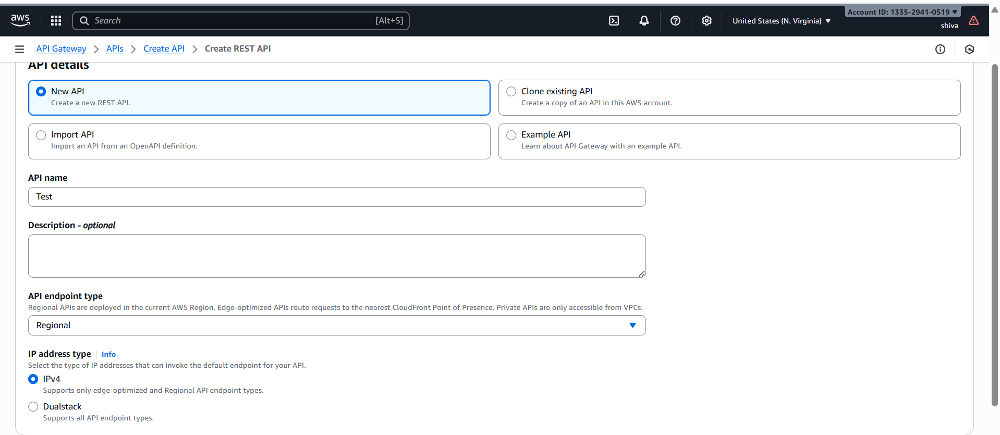 aws
Search [Alt+S]
United States (N. Virginia)
Account ID: 1335-2941-0519
shiva
API Gateway
APIs
Create API
Create REST API
API details
New API
Create a new REST API.
Clone existing API
Create a copy of an API in this AWS account.
Import API
Import an API from an OpenAPI definition.
Example API
Learn about API Gateway with an example API.
API name
Test
Description - optional
API endpoint type
Regional APIs are deployed in the current AWS Region. Edge-optimized APIs route requests to the nearest CloudFront Point of Presence. Private APIs are only accessible from VPCs.
Regional
IP address type Info
Select the type of IP addresses that can invoke the default endpoint for your API.
IPv4
Supports only edge-optimized and Regional API endpoint types.
Dualstack
Supports all API endpoint types.